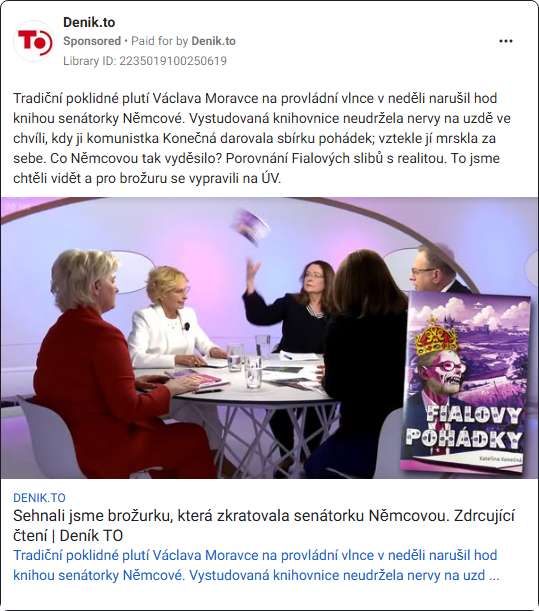 Denik.to
Sponsored • Paid for by Denik.to
Library ID: 2235019100250619
Tradiční poklidné plutí Václava Moravce na provládní vlnce v neděli narušil hod
knihou senátorky Němcové. Vystudovaná knihovnice neudržela nervy na uzdě ve
chvíli, kdy ji komunistka Konečná darovala sbírku pohádek; vztekle jí mrskla za
sebe. Co Němcovou tak vyděsilo? Porovnání Fialových slibů s realitou. To jsme
chtěli vidět a pro brožuru se vypravili na ÚV.
FIALOVY
POHÁDKY
Kateřina Konečná
DENIK.TO
Sehnali jsme brožurku, která zkratovala senátorku Němcovou. Zdrcující
čtení | Deník TO
Tradiční poklidné plutí Václava Moravce na provládní vlnce v neděli narušil hod
knihou senátorky Němcové. Vystudovaná knihovnice neudržela nervy na uzd ...